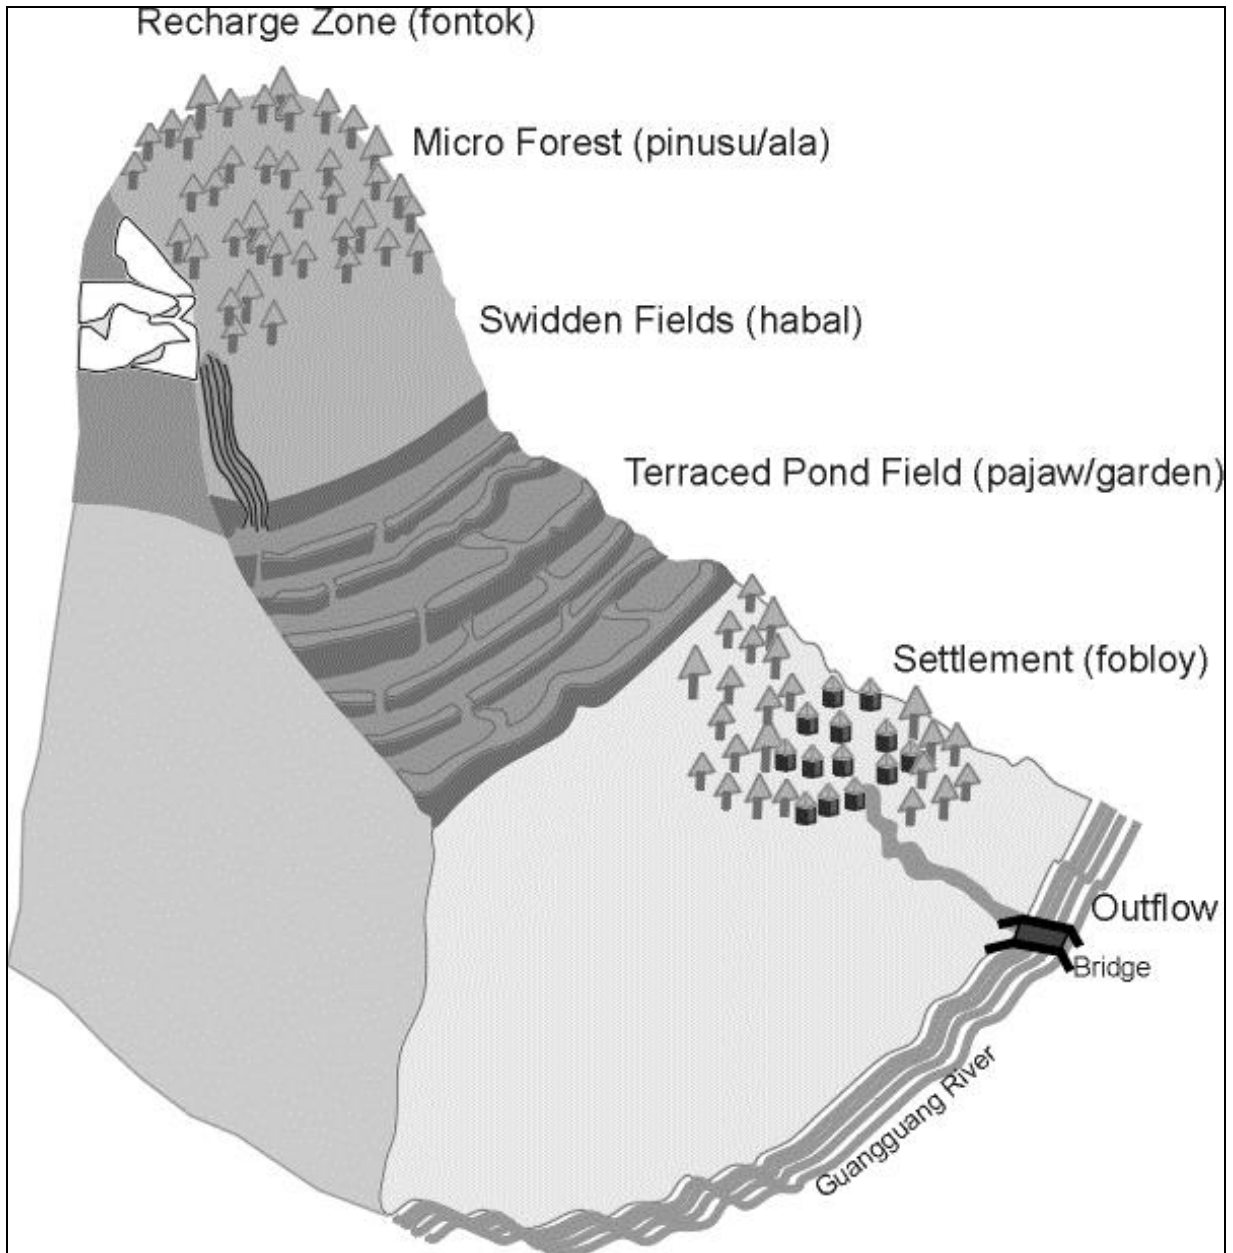 Recharge Zone (fontok)
Micro Forest (pinusu/ala)
Swidden Fields (habal)
Terraced Pond Field (pajaw/garden)
Settlement (fobloy)
Outflow
Bridge
Guangguang River